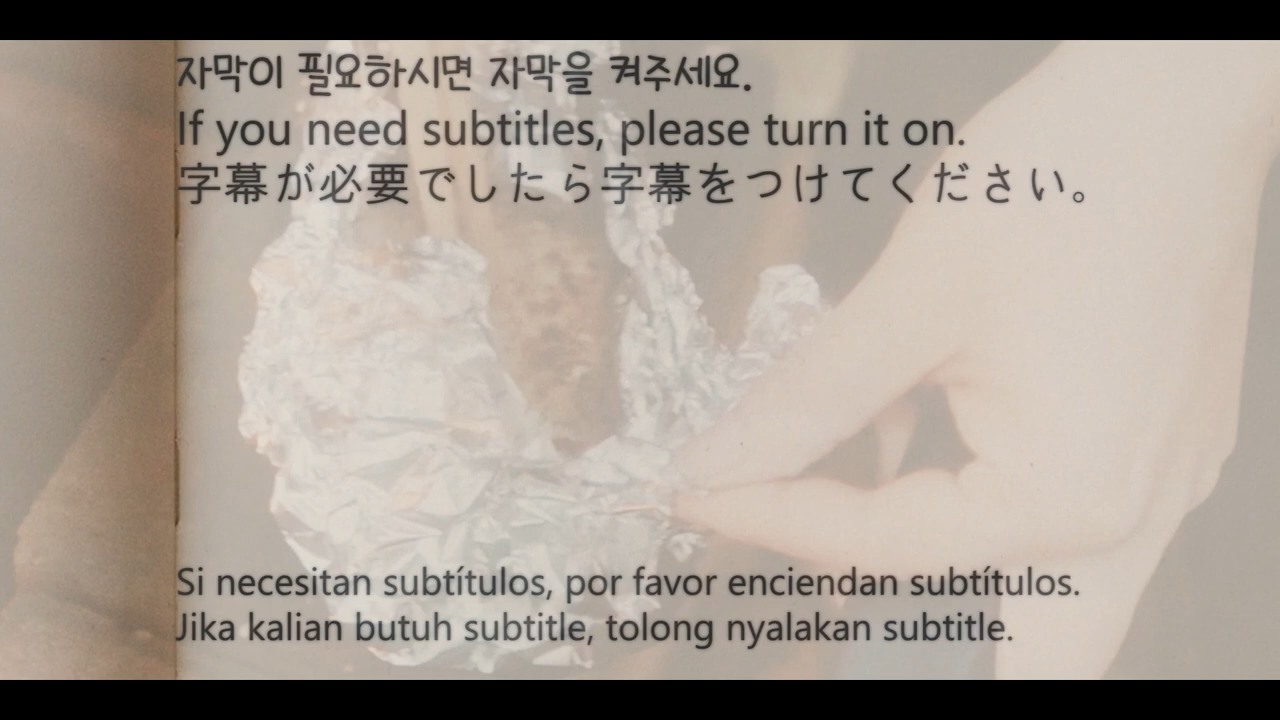 자막이 필요하시면 자막을 켜주세요.
If you need subtitles, please turn it on.
字幕が必要でしたら字幕をつけてください。
Si necesitan subtítulos, por favor enciendan subtítulos.
Jika kalian butuh subtitle, tolong nyalakan subtitle.